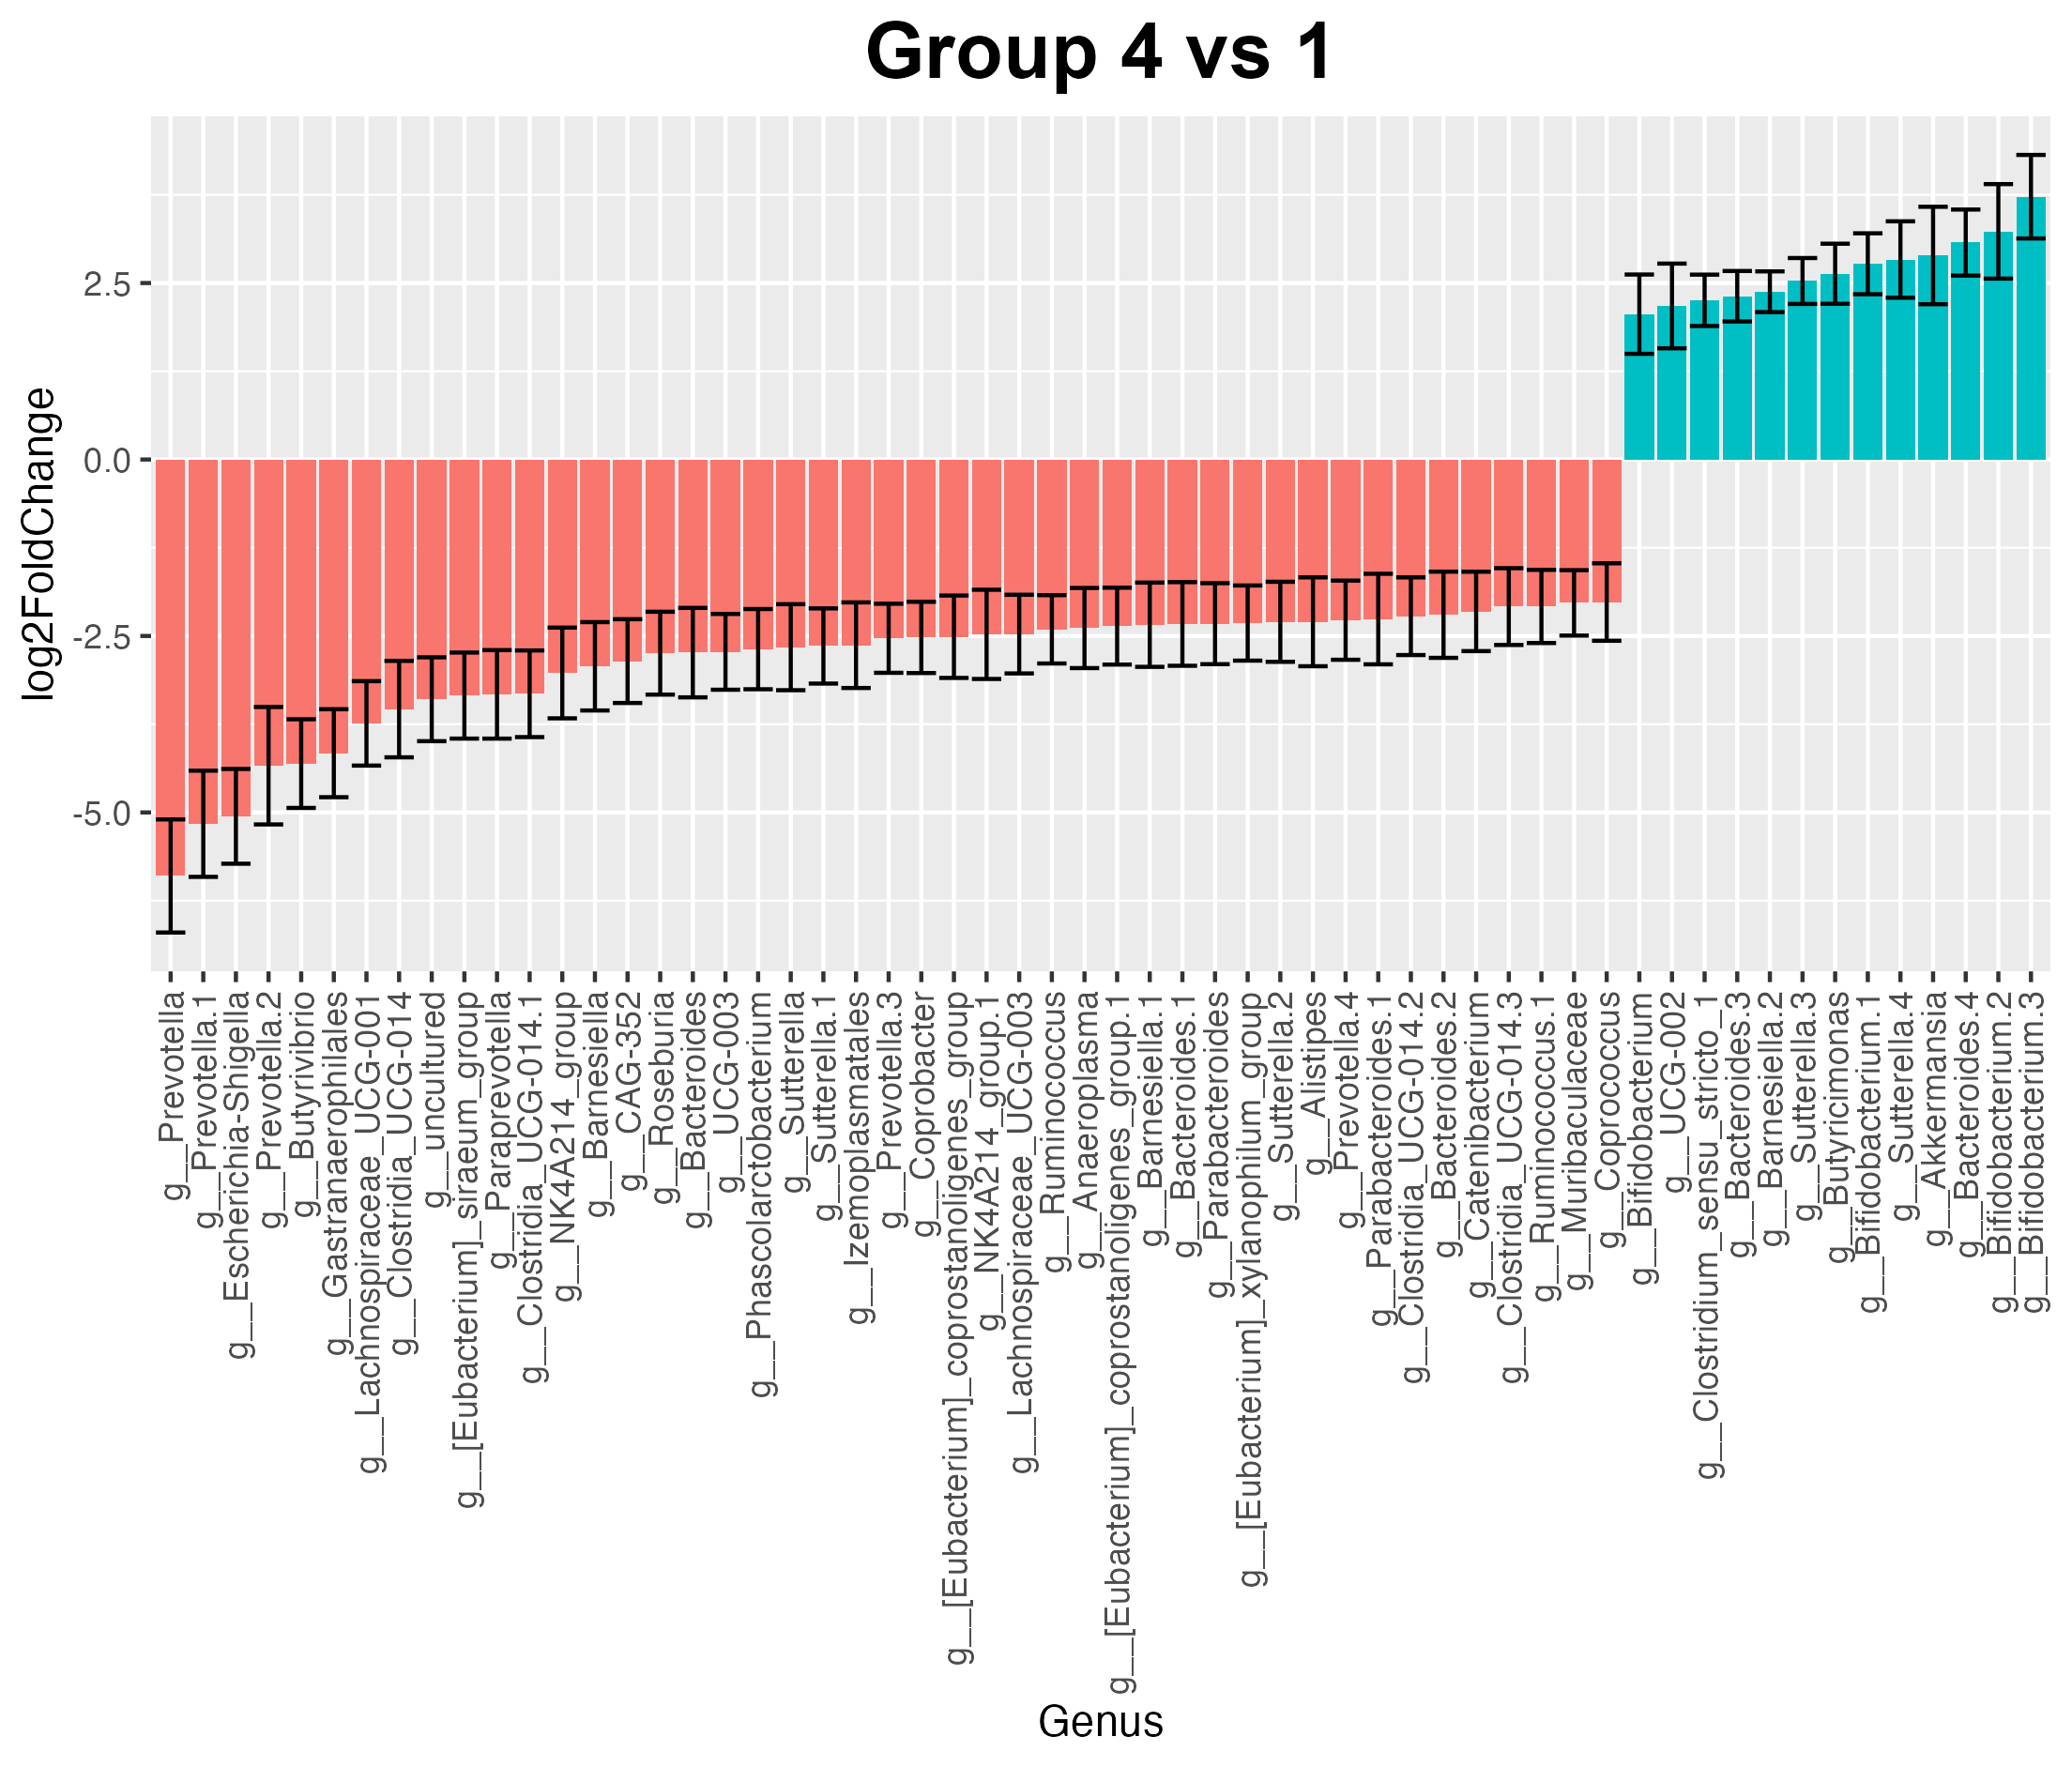 Group 4 vs 1
log2FoldChange
2.5
0.0
-2.5
-5.0
g__Prevotella
g__Prevotella.1
g__Escherichia-Shigella
g__Prevotella.2
g__Butyrivibrio
g__Gastranaerophilales
g__Lachnospiraceae_UCG-001
g__Clostridia_UCG-014
g__uncultured
g__[Eubacterium]_siraeum_group
g__Paraprevotella
g__Clostridia_UCG-014.1
g__NK4A214_group
g__Barnesiella
g__CAG-352
g__Roseburia
g__Bacteroides
g__UCG-003
g__Phascolarctobacterium
g__Sutterella
g__Sutterella.1
g__Izemoplasmatales
g__Prevotella.3
g__Coprobacter
g__[Eubacterium]_coprostanoligenes_group
g__NK4A214_group.1
g__Lachnospiraceae_UCG-003
g__Ruminococcus
g__Anaeroplasma
g__[Eubacterium]_coprostanoligenes_group.1
g__Barnesiella.1
g__Bacteroides.1
g__Parabacteroides
g__[Eubacterium]_xylanophilum_group
g__Sutterella.2
g__Alistipes
g__Prevotella.4
g__Parabacteroides.1
g__Clostridia_UCG-014.2
g__Bacteroides.2
g__Catenibacterium
g__Clostridia_UCG-014.3
g__Ruminococcus.1
g__Muribaculaceae
g__Coprococcus
g__Bifidobacterium
g__UCG-002
g__Clostridium_sensu_stricto_1
g__Bacteroides.3
g__Barnesiella.2
g__Sutterella.3
g__Butyricimonas
g__Bifidobacterium.1
g__Sutterella.4
g__Akkermansia
g__Bacteroides.4
g__Bifidobacterium.2
g__Bifidobacterium.3
Genus